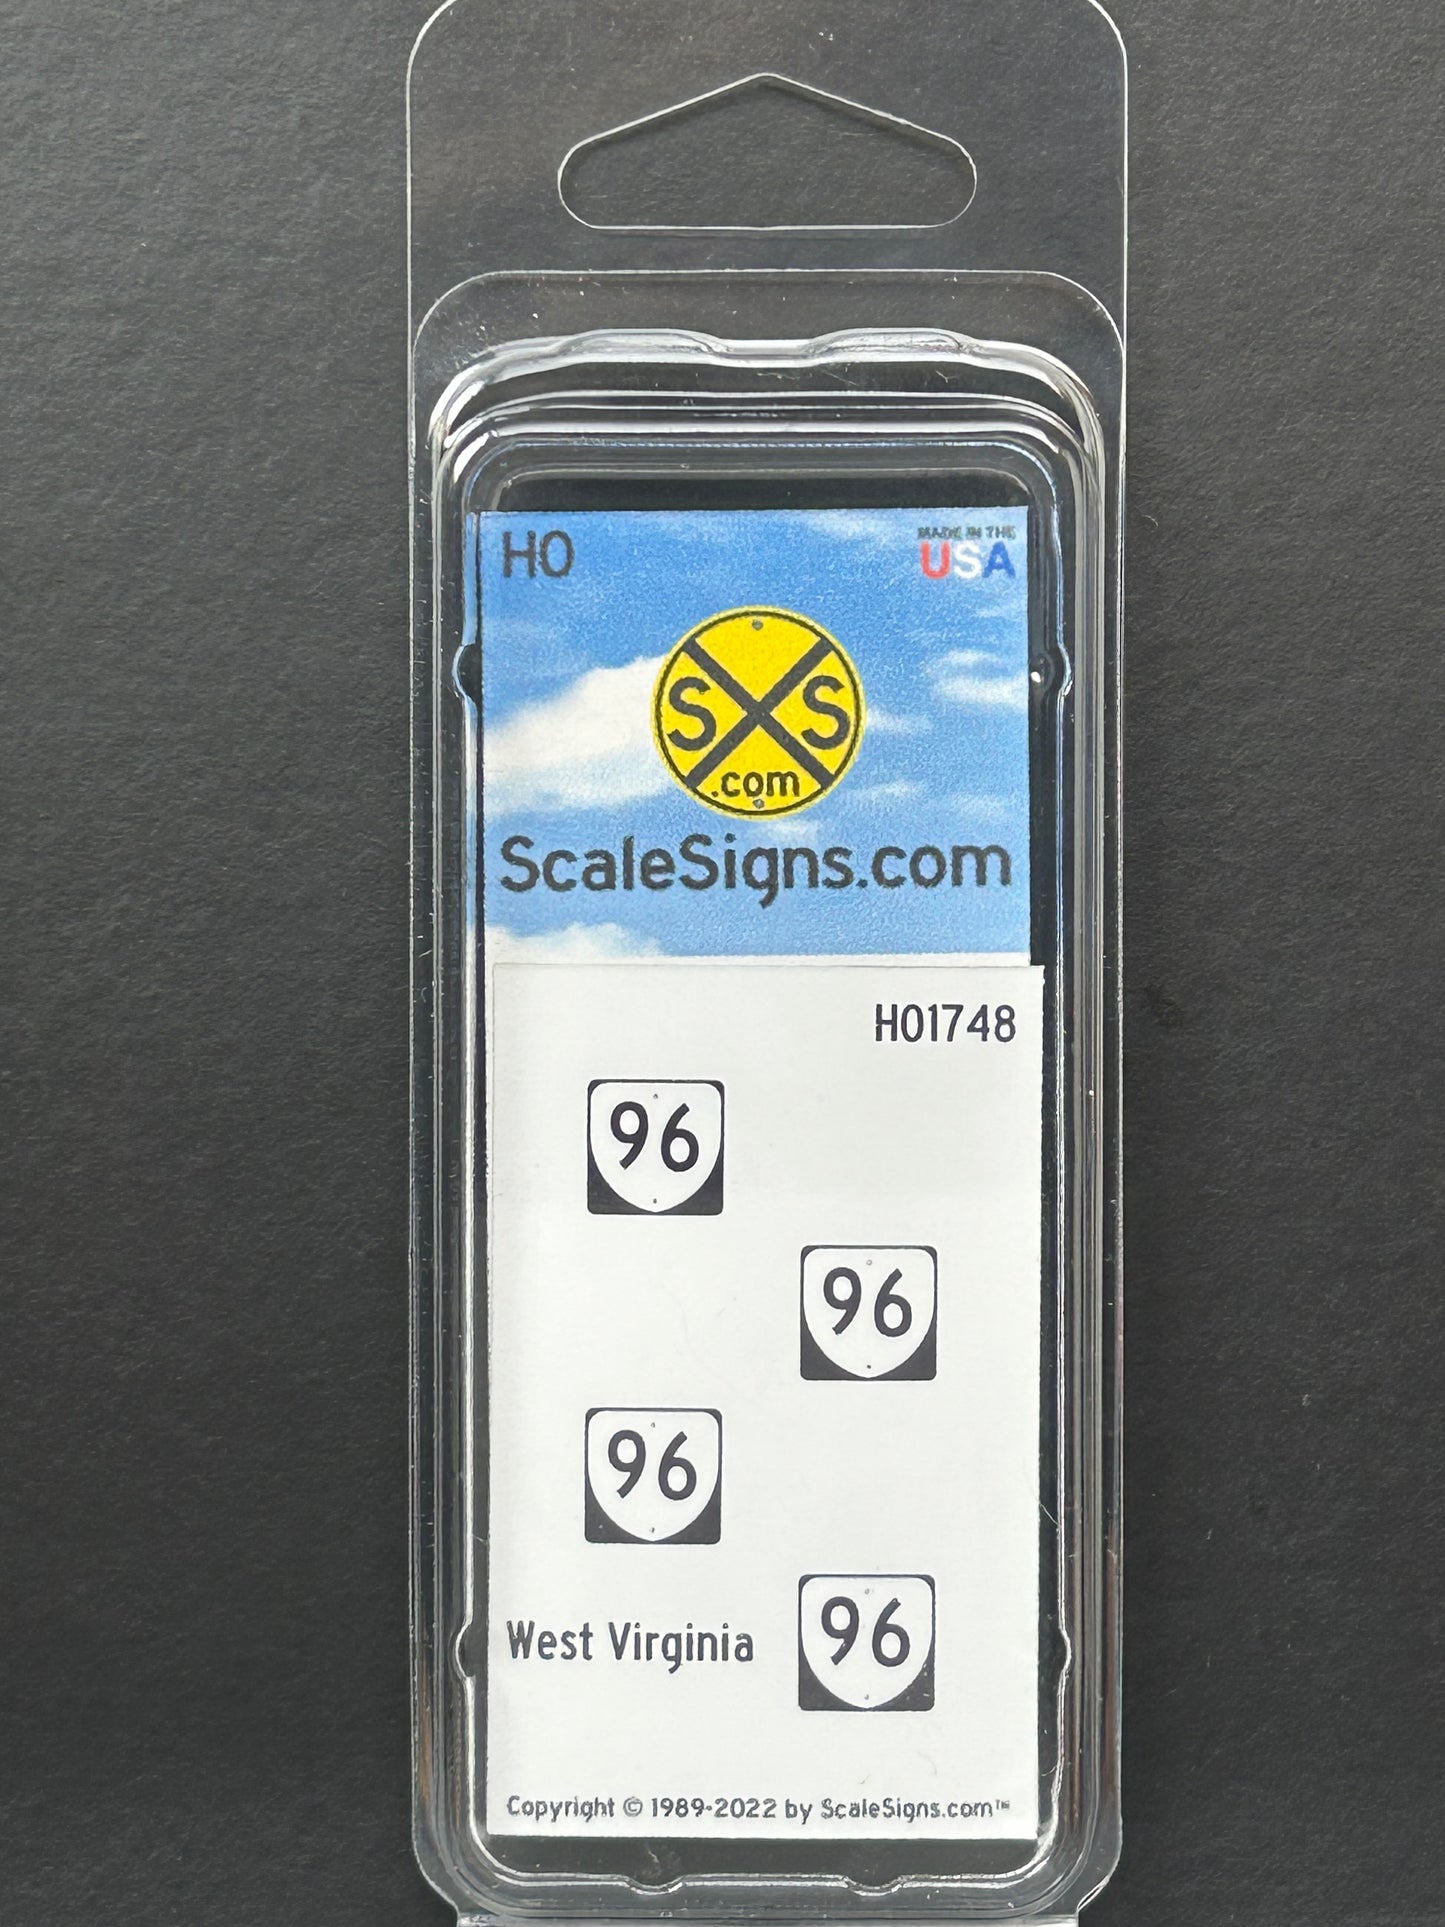 HO
MADE IN THE
USA
S X S
.com
ScaleSigns.com
HO1748
96
96
96
West Virginia
96
Copyright © 1989-2022 by ScaleSigns.com™